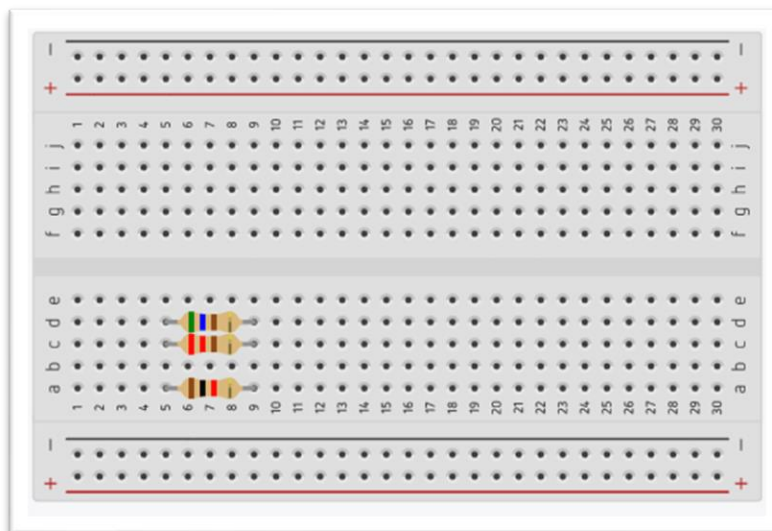 − −
+ +
1 2 3 4 5 6 7 8 9 10 11 12 13 14 15 16 17 18 19 20 21 22 23 24 25 26 27 28 29 30
j j
i i
h h
g g
f f
e e
d d
c c
b b
a a
1 2 3 4 5 6 7 8 9 10 11 12 13 14 15 16 17 18 19 20 21 22 23 24 25 26 27 28 29 30
− −
+ +